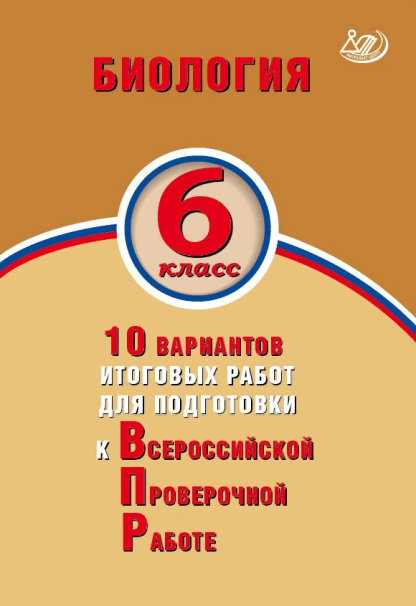 БИОЛОГИЯ
6
класс
10 ВАРИАНТОВ
ИТОГОВЫХ РАБОТ
ДЛЯ ПОДГОТОВКИ
К ВСЕРОССИЙСКОЙ
ПРОВЕРОЧНОЙ
РАБОТЕ